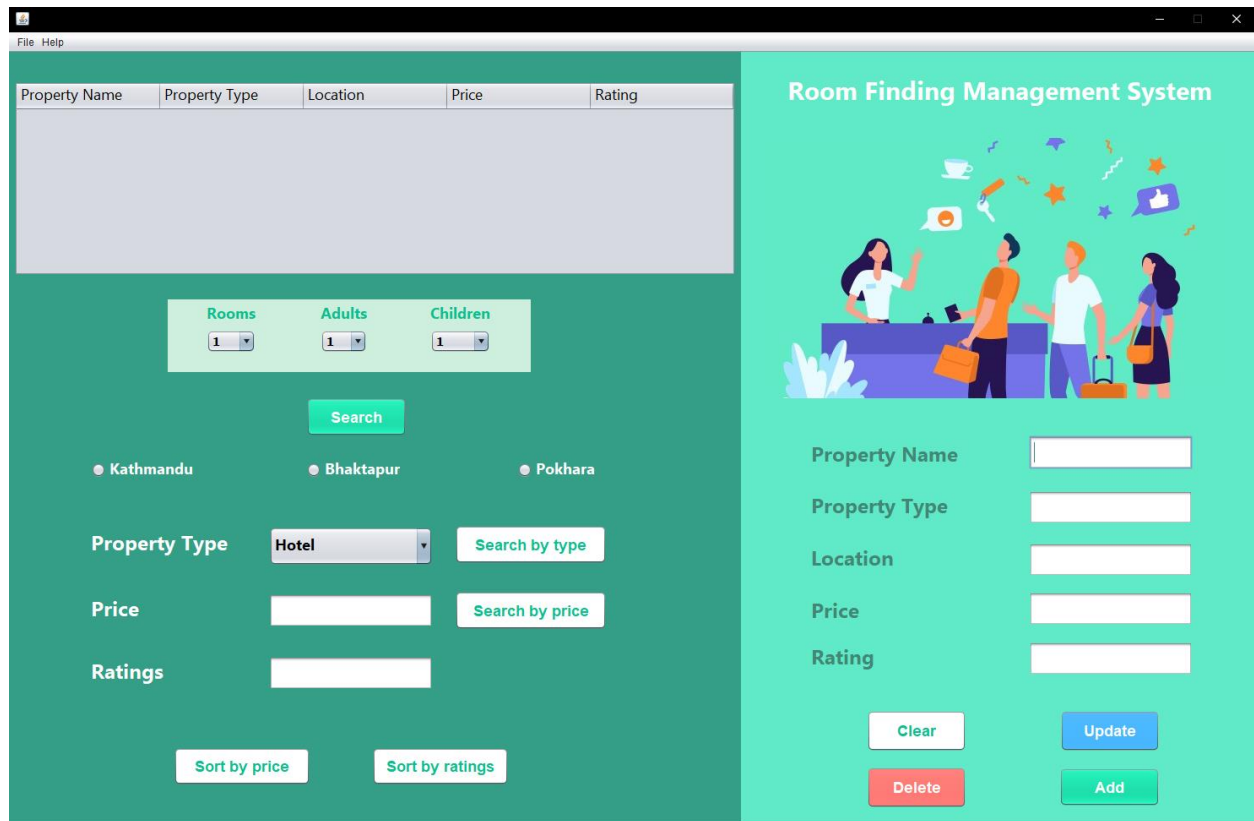 File Help
Property Name Property Type Location Price Rating
Rooms Adults Children
1 1 1
Search
Kathmandu Bhaktapur Pokhara
Property Type Hotel Search by type
Price Search by price
Ratings
Sort by price Sort by ratings
Room Finding Management System
Property Name
Property Type
Location
Price
Rating
Clear Update
Delete Add